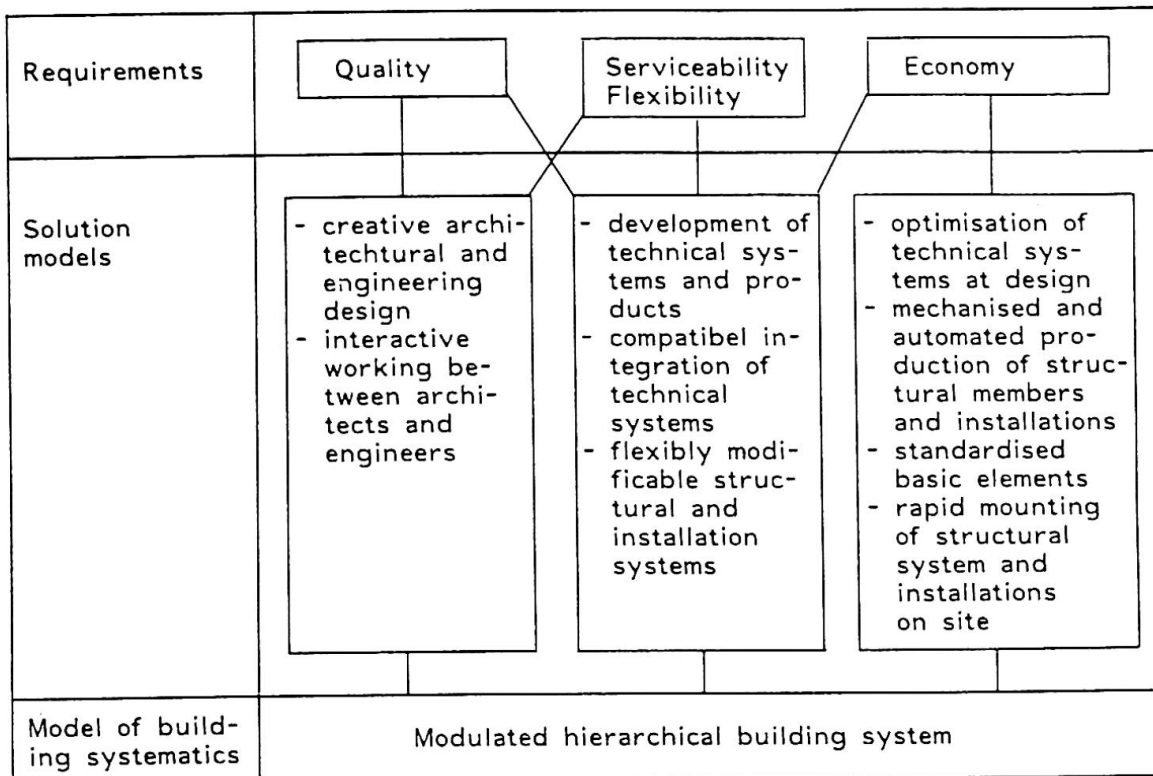 Requirements
Quality
Serviceability
Flexibility
Economy
Solution
models
- creative archi-
techtural and
engineering
design
- interactive
working be-
tween archi-
tects and
engineers
- development of
technical sys-
tems and pro-
ducts
- compatibel in-
tegration of
technical
systems
- flexibly modi-
ficable struc-
tural and
installation
systems
- optimisation of
technical sys-
tems at design
- mechanised and
automated pro-
duction of struc-
tural members
and installations
- standardised
basic elements
- rapid mounting
of structural
system and
installations
on site
Model of build-
ing systematics
Modulated hierarchical building system